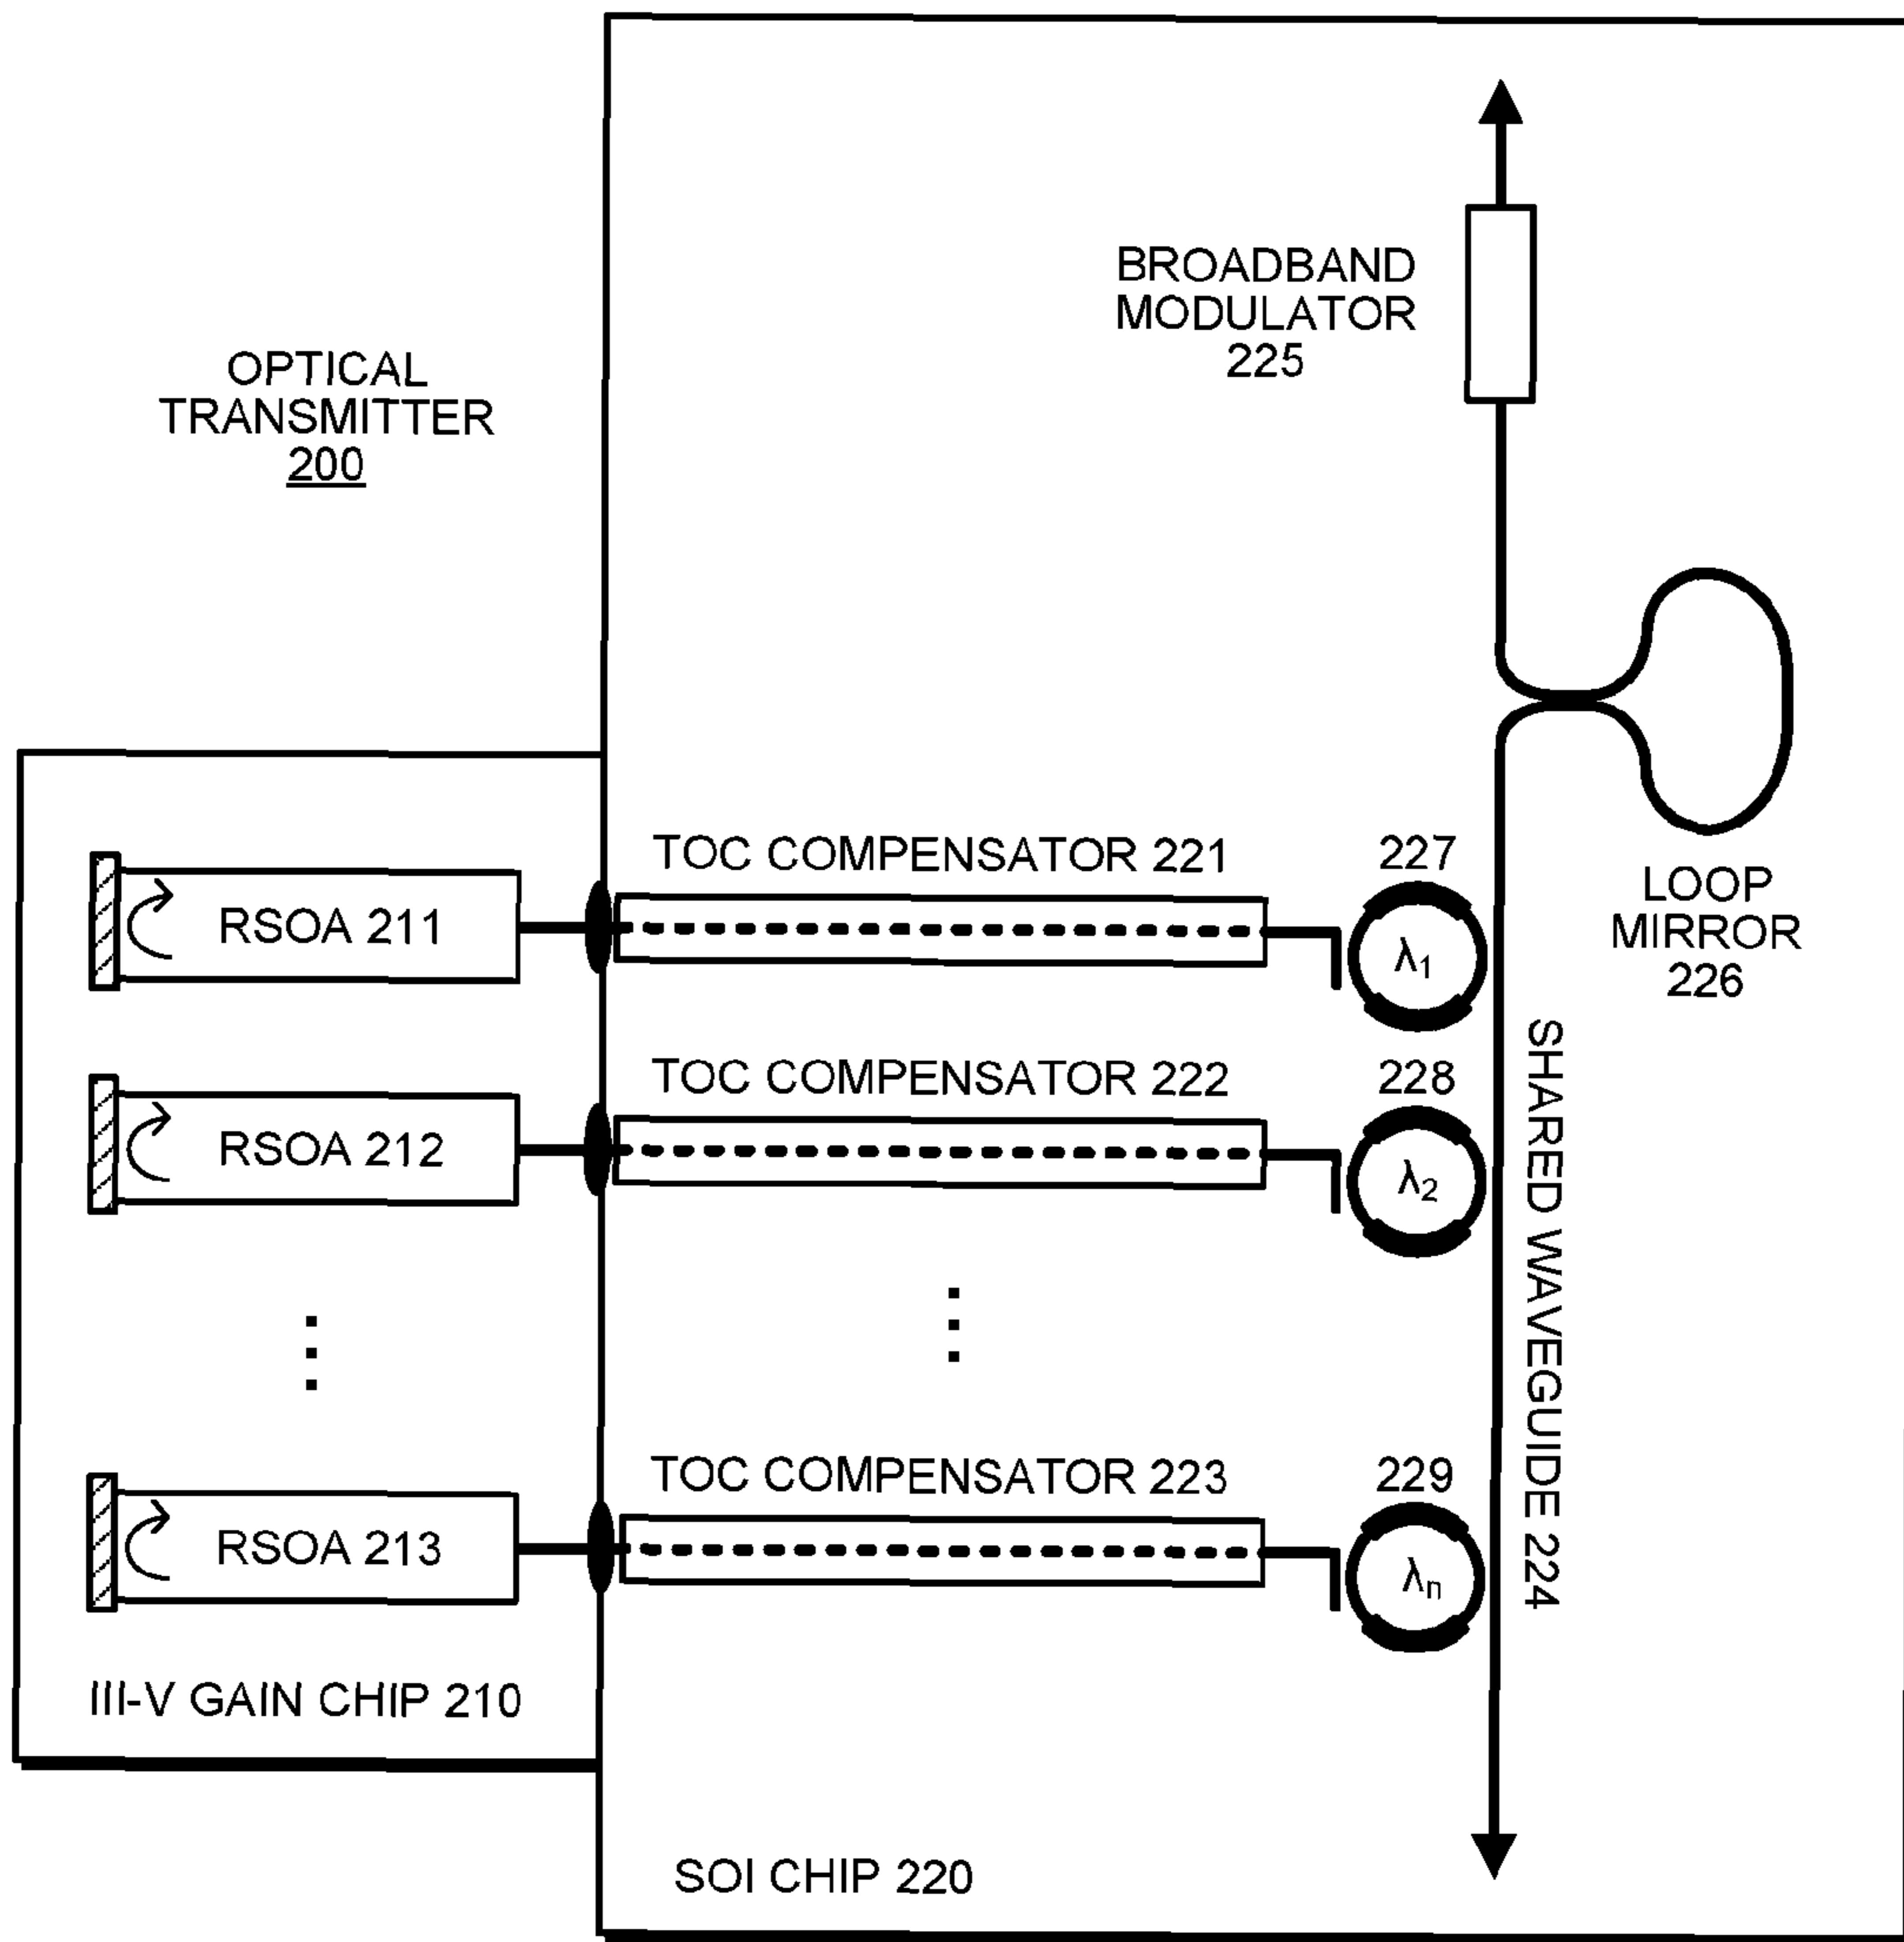 BROADBAND
MODULATOR
225
OPTICAL
TRANSMITTER
200
TOC COMPENSATOR 221
227
LOOP
MIRROR
226
RSOA 211
λ1
SHARED WAVEGUIDE 224
TOC COMPENSATOR 222
228
RSOA 212
λ2
TOC COMPENSATOR 223
229
RSOA 213
λn
III-V GAIN CHIP 210
SOI CHIP 220